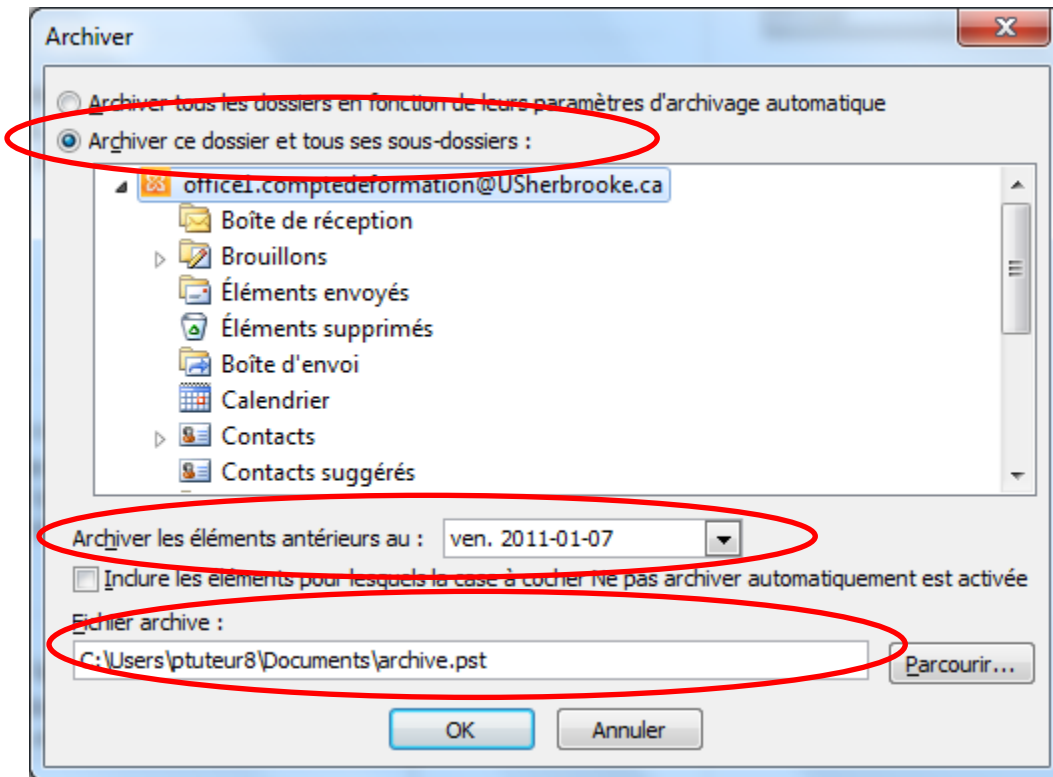 Archiver
Archiver tous les dossiers en fonction de leurs paramètres d'archivage automatique
Archiver ce dossier et tous ses sous-dossiers :
office1.comptedeformation@USherbrooke.ca
Boîte de réception
Brouillons
Éléments envoyés
Éléments supprimés
Boîte d'envoi
Calendrier
Contacts
Contacts suggérés
Archiver les éléments antérieurs au : ven. 2011-01-07
Inclure les éléments pour lesquels la case à cocher Ne pas archiver automatiquement est activée
Fichier archive :
C:\Users\ptuteur8\Documents\archive.pst Parcourir...
OK Annuler